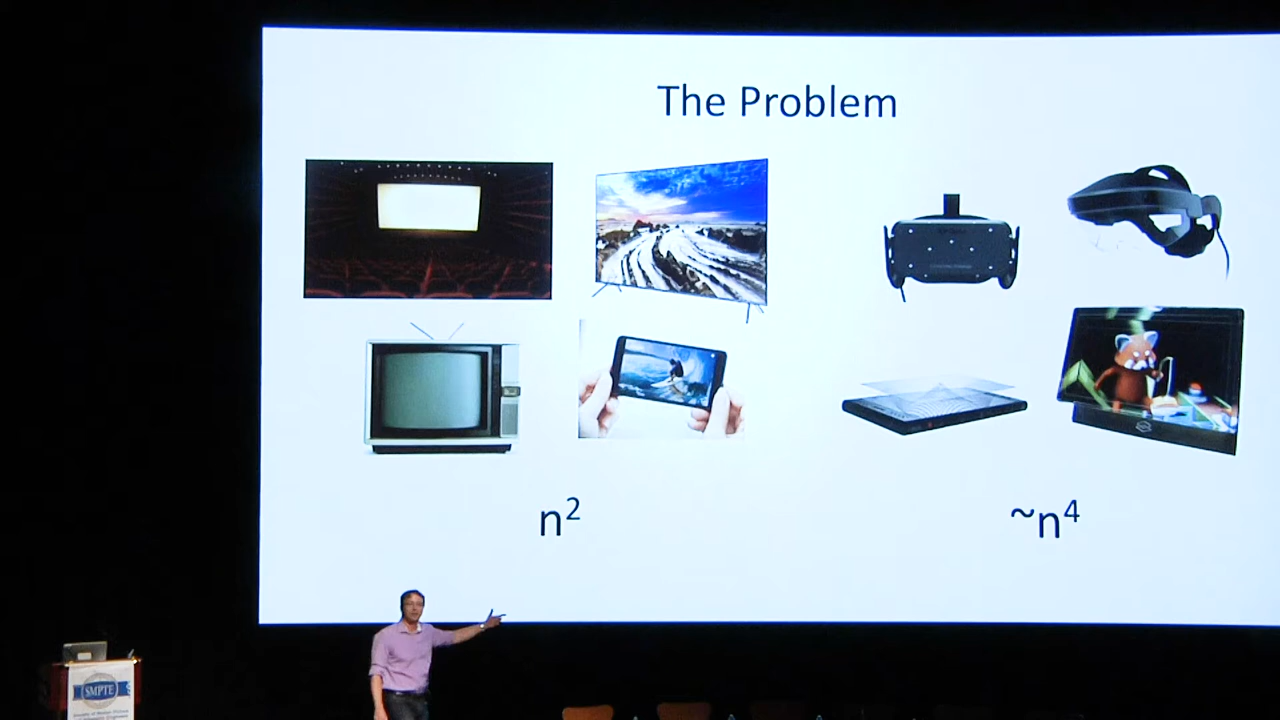 The Problem
n²
~n⁴
SMPTE